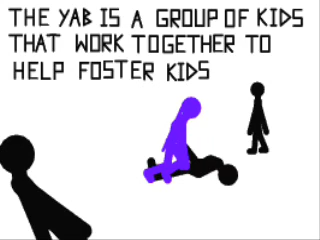 THE YAB IS A GROUP OF KIDS
THAT WORK TOGETHER TO
HELP FOSTER KIDS